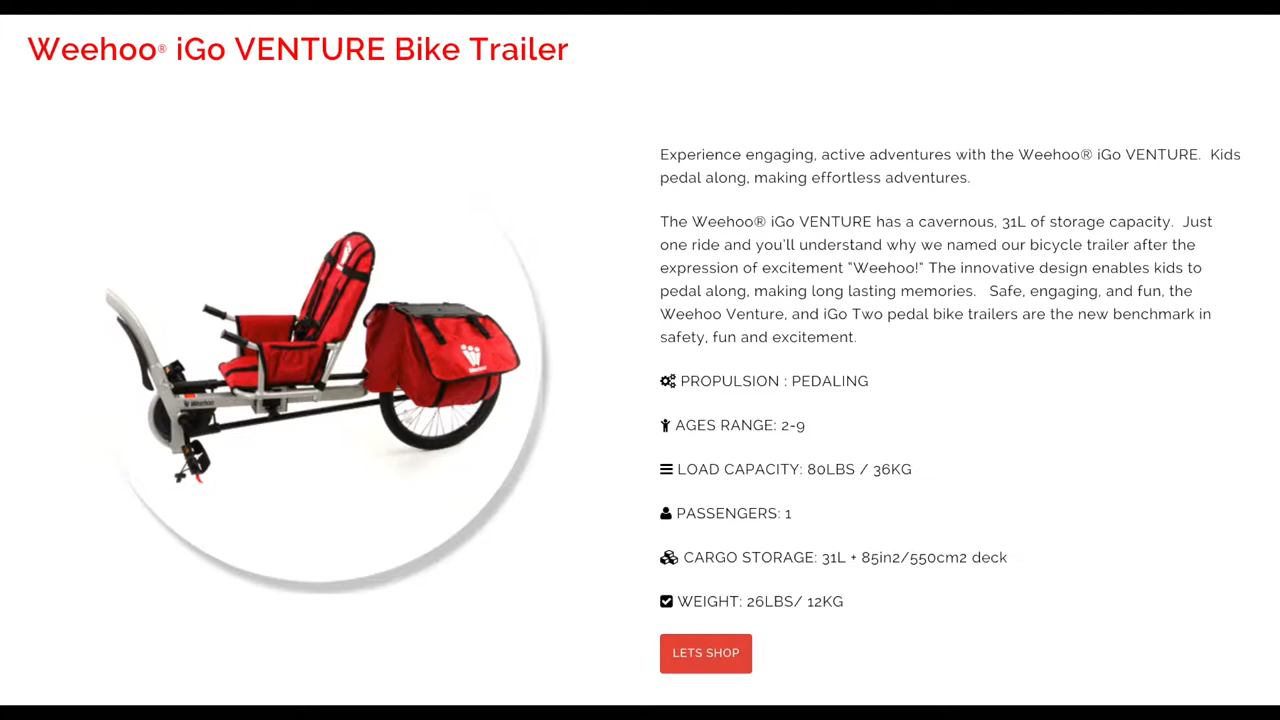 Weehoo® iGo VENTURE Bike Trailer
Experience engaging, active adventures with the Weehoo® iGo VENTURE. Kids
pedal along, making effortless adventures.
The Weehoo® iGo VENTURE has a cavernous, 31L of storage capacity. Just
one ride and you'll understand why we named our bicycle trailer after the
expression of excitement "Weehoo!" The innovative design enables kids to
pedal along, making long lasting memories. Safe, engaging, and fun, the
Weehoo Venture, and iGo Two pedal bike trailers are the new benchmark in
safety, fun and excitement.
PROPULSION : PEDALING
AGES RANGE: 2-9
LOAD CAPACITY: 80LBS / 36KG
PASSENGERS: 1
CARGO STORAGE: 31L + 85in2/550cm2 deck
WEIGHT: 26LBS/ 12KG
LETS SHOP
Weehoo
Weehoo